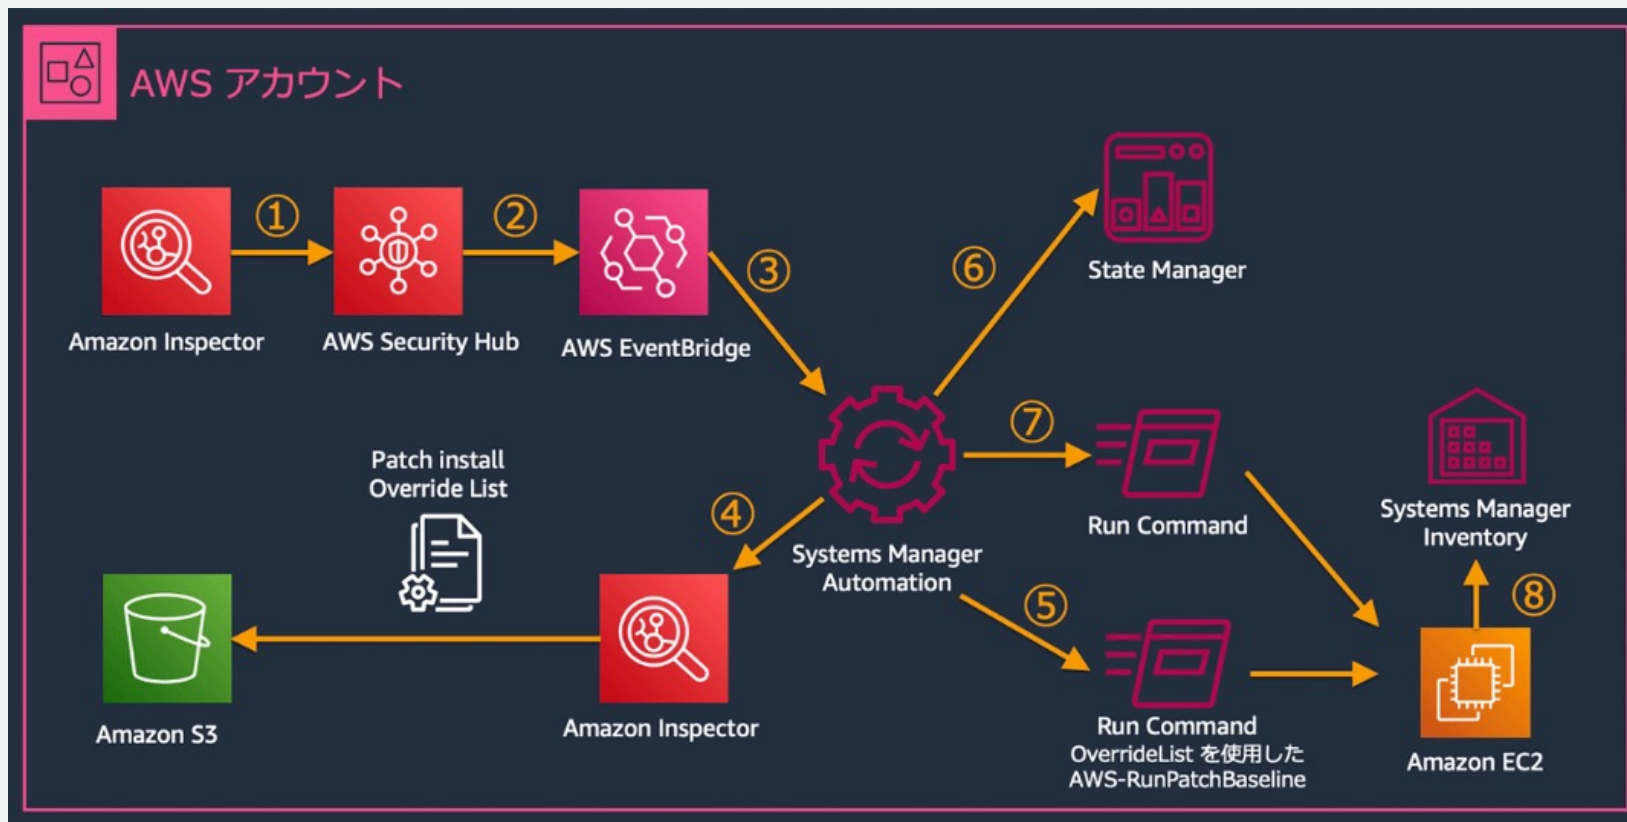 AWS アカウント
①
②
③
④
⑤
⑥
⑦
⑧
Amazon Inspector
AWS Security Hub
AWS EventBridge
State Manager
Patch install
Override List
Systems Manager
Automation
Run Command
Systems Manager
Inventory
Amazon S3
Amazon Inspector
Run Command
OverrideList を使用した
AWS-RunPatchBaseline
Amazon EC2